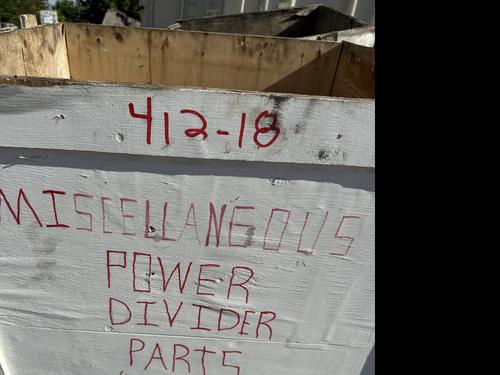 412-18
MISCELLANEOUS
POWER
DIVIDER
PARTS